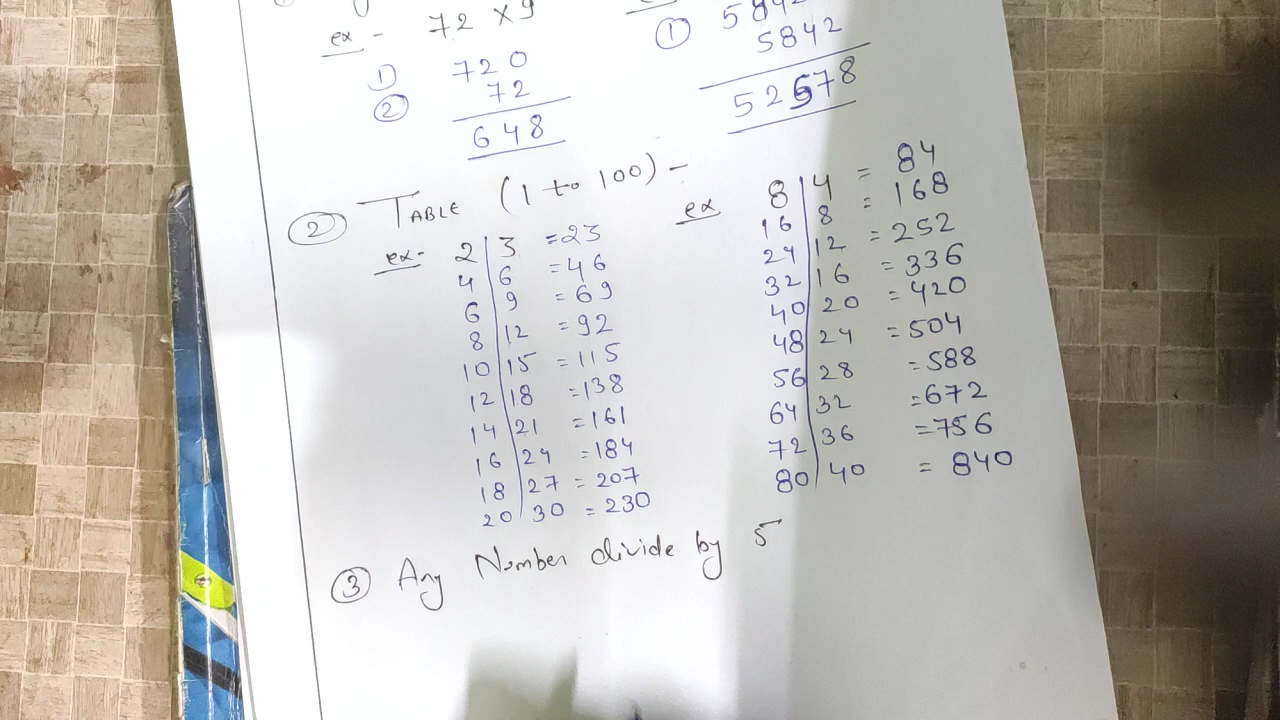 ex - 72 x 9
① 720
② 72
648
① 5842
5842
52578
② TABLE (1 to 100) -
ex- 2 | 3 = 23
4 | 6 = 46
6 | 9 = 69
8 | 12 = 92
10 | 15 = 115
12 | 18 = 138
14 | 21 = 161
16 | 24 = 184
18 | 27 = 207
20 | 30 = 230
ex 8 | 4 = 84
16 | 8 = 168
24 | 12 = 252
32 | 16 = 336
40 | 20 = 420
48 | 24 = 504
56 | 28 = 588
64 | 32 = 672
72 | 36 = 756
80 | 40 = 840
③ Any Number divide by 5